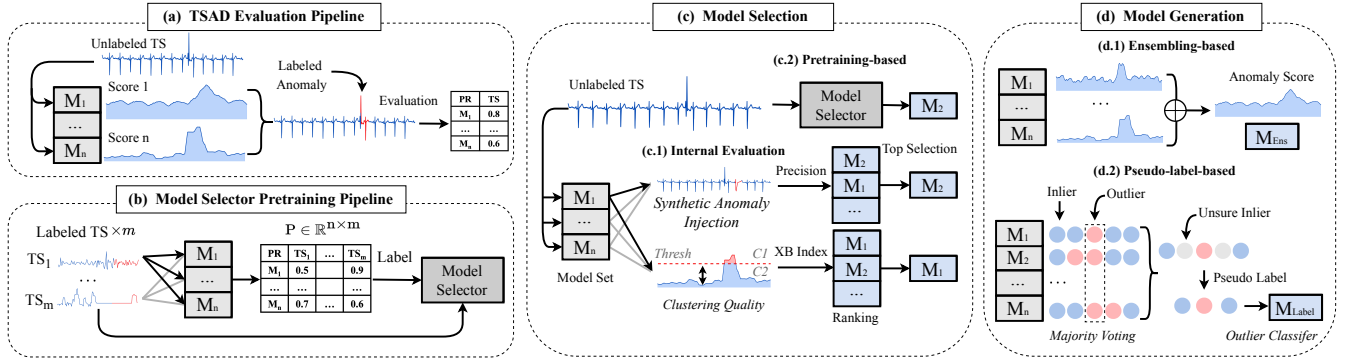 (a) TSAD Evaluation Pipeline
Unlabeled TS
Score 1
M1
...
Mn
Score n
Labeled
Anomaly
Evaluation
PR TS
M1 0.8
... ...
Mn 0.6
(b) Model Selector Pretraining Pipeline
Labeled TS ×m
TS1
...
TSm
M1
...
Mn
P ∈ ℝ^{n×m}
PR TS1 ... TSm
M1 0.5 0.9
... ...
Mn 0.7 ... 0.6
Label
Model
Selector
(c) Model Selection
(c.2) Pretraining-based
Unlabeled TS
Model
Selector
M2
(c.1) Internal Evaluation
Top Selection
M1
...
Mn
Model Set
Synthetic Anomaly
Injection
Precision
M2
M1
...
M2
Thresh
C1
C2
Clustering Quality
XB Index
M1
M2
...
Ranking
M1
(d) Model Generation
(d.1) Ensembling-based
M1
...
Mn
...
Anomaly Score
MEns
(d.2) Pseudo-label-based
Inlier
Outlier
Unsure Inlier
M1
M2
...
Mn
...
Pseudo Label
MLabel
Majority Voting
Outlier Classifer